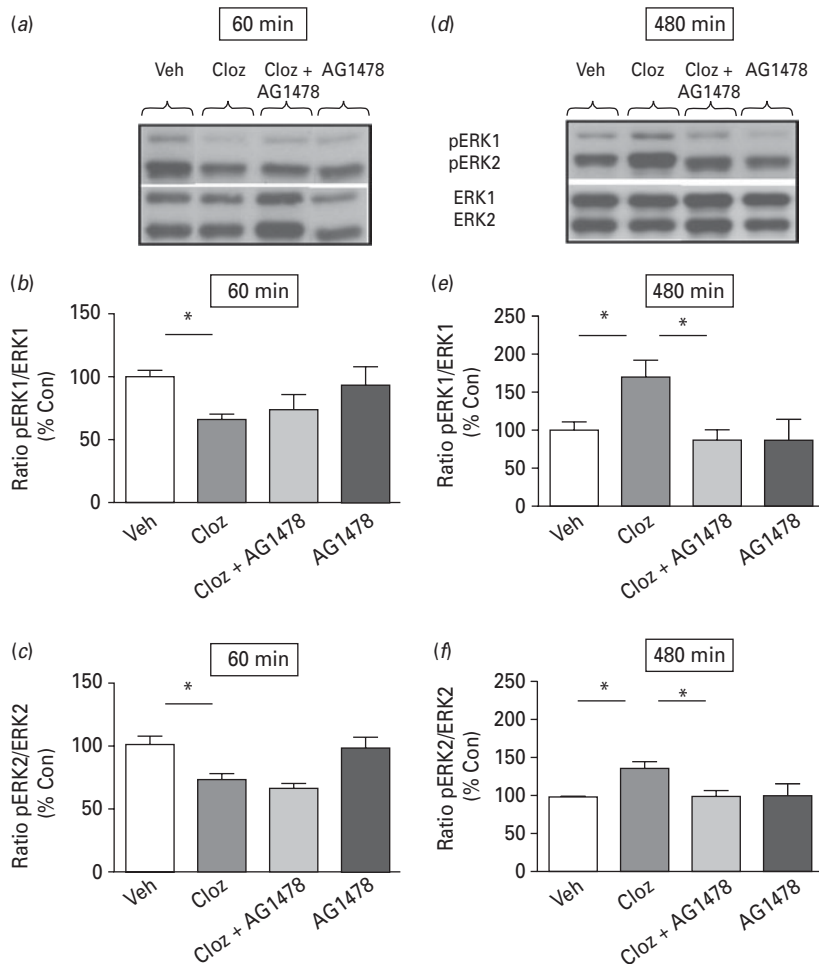 (a)
60 min
Veh Cloz Cloz + AG1478 AG1478
(d)
480 min
Veh Cloz Cloz + AG1478 AG1478
pERK1
pERK2
ERK1
ERK2
(b)
60 min
Ratio pERK1/ERK1
(% Con)
150
100
50
0
*
Veh
Cloz
Cloz + AG1478
AG1478
(e)
480 min
Ratio pERK1/ERK1
(% Con)
250
200
150
100
50
0
*
*
Veh
Cloz
Cloz + AG1478
AG1478
(c)
60 min
Ratio pERK2/ERK2
(% Con)
150
100
50
0
*
Veh
Cloz
Cloz + AG1478
AG1478
(f)
480 min
Ratio pERK2/ERK2
(% Con)
250
200
150
100
50
0
*
*
Veh
Cloz
Cloz + AG1478
AG1478